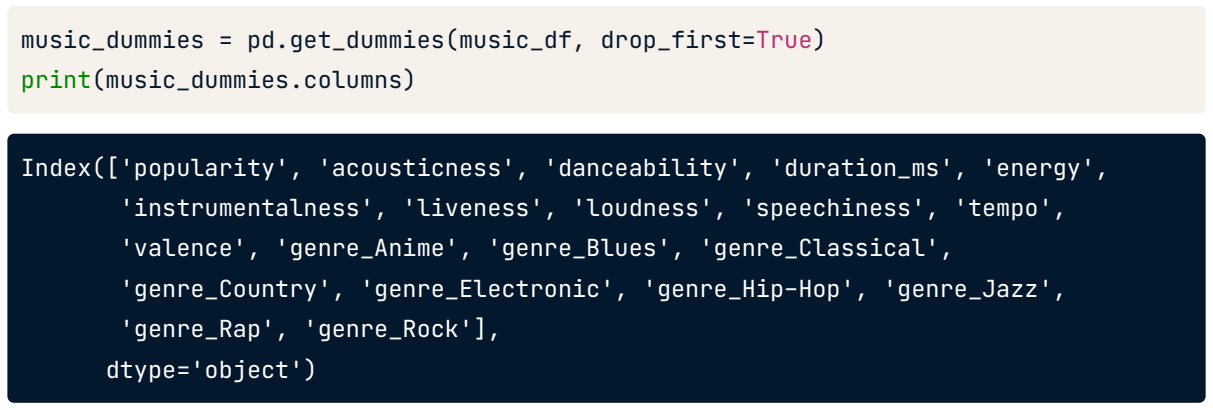 music_dummies = pd.get_dummies(music_df, drop_first=True)
print(music_dummies.columns)
Index(['popularity', 'acousticness', 'danceability', 'duration_ms', 'energy',
       'instrumentalness', 'liveness', 'loudness', 'speechiness', 'tempo',
       'valence', 'genre_Anime', 'genre_Blues', 'genre_Classical',
       'genre_Country', 'genre_Electronic', 'genre_Hip-Hop', 'genre_Jazz',
       'genre_Rap', 'genre_Rock'],
      dtype='object')